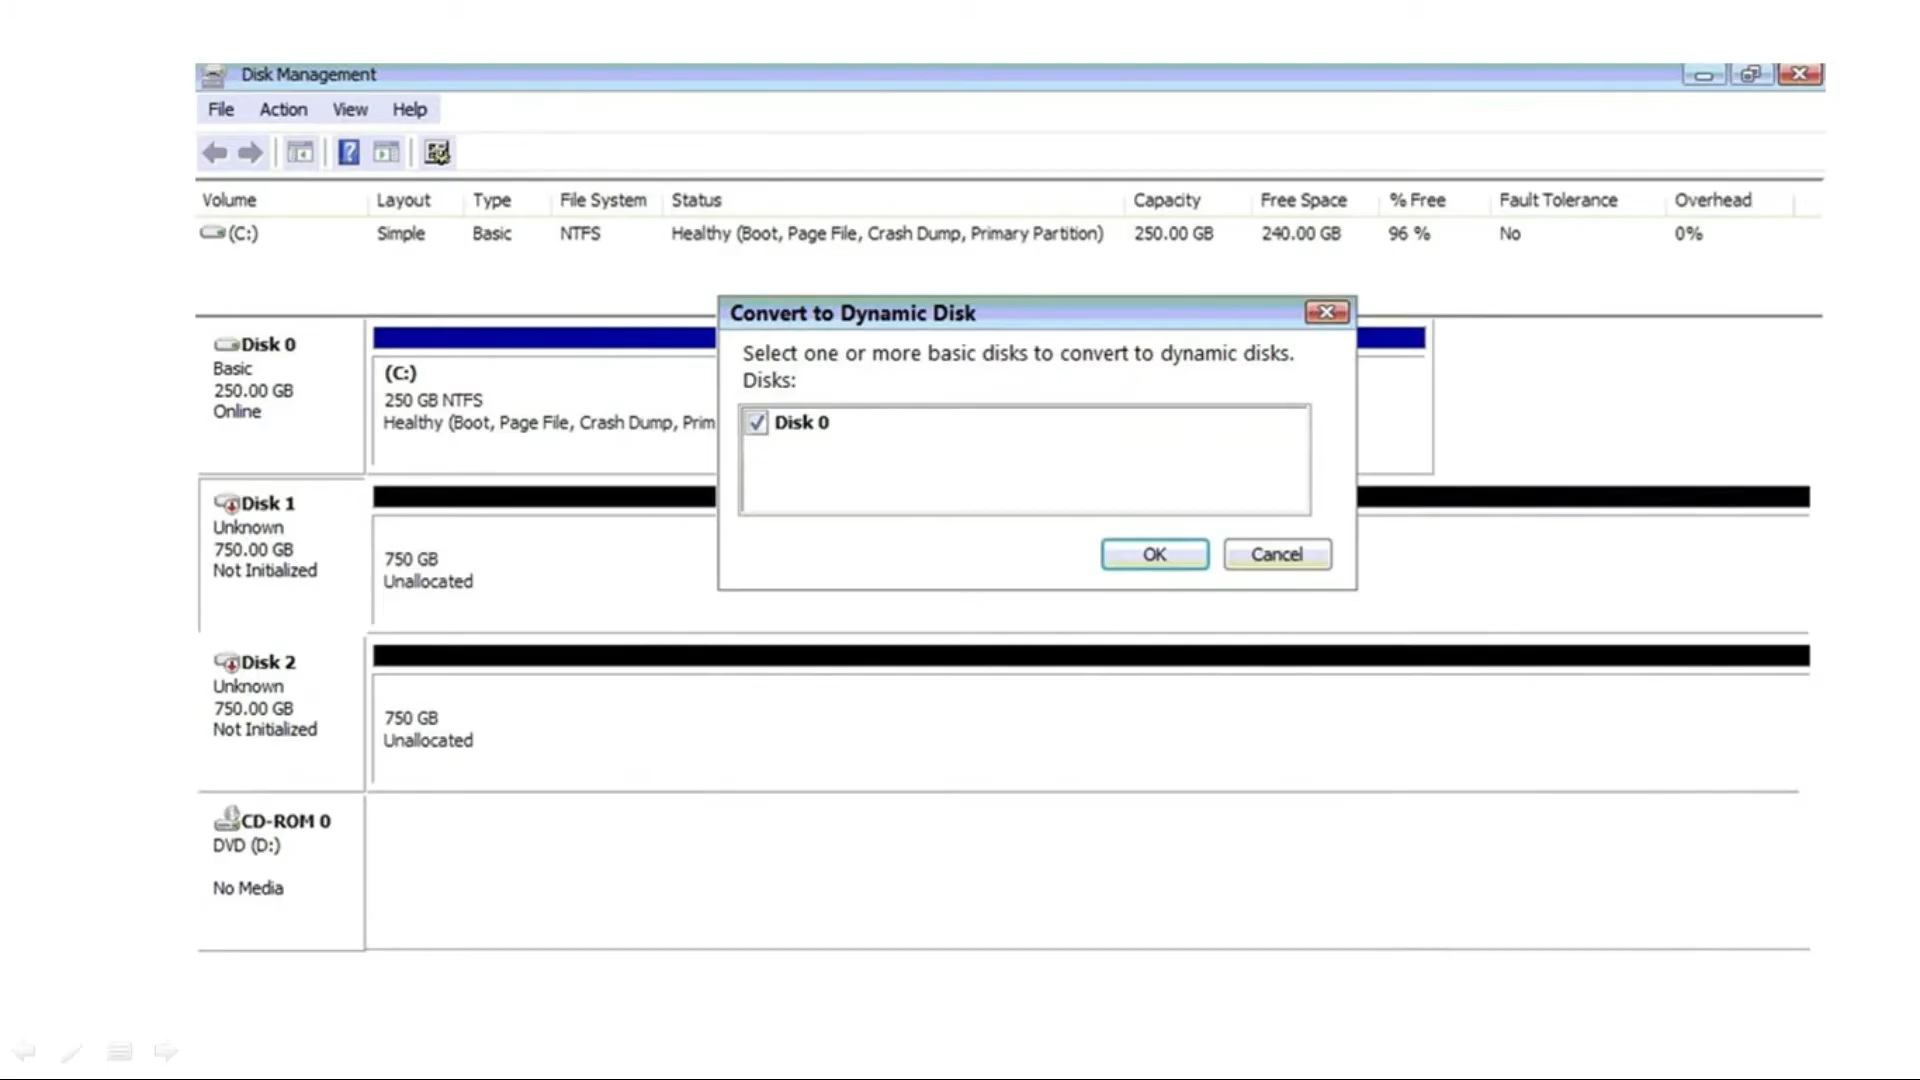 Disk Management
File Action View Help
?
Volume Layout Type File System Status Capacity Free Space % Free Fault Tolerance Overhead
(C:) Simple Basic NTFS Healthy (Boot, Page File, Crash Dump, Primary Partition) 250.00 GB 240.00 GB 96 % No 0%
Convert to Dynamic Disk
Select one or more basic disks to convert to dynamic disks.
Disks:
Disk 0
OK Cancel
Disk 0
Basic
250.00 GB
Online
(C:)
250 GB NTFS
Healthy (Boot, Page File, Crash Dump, Prim
Disk 1
Unknown
750.00 GB
Not Initialized
750 GB
Unallocated
Disk 2
Unknown
750.00 GB
Not Initialized
750 GB
Unallocated
CD-ROM 0
DVD (D:)
No Media